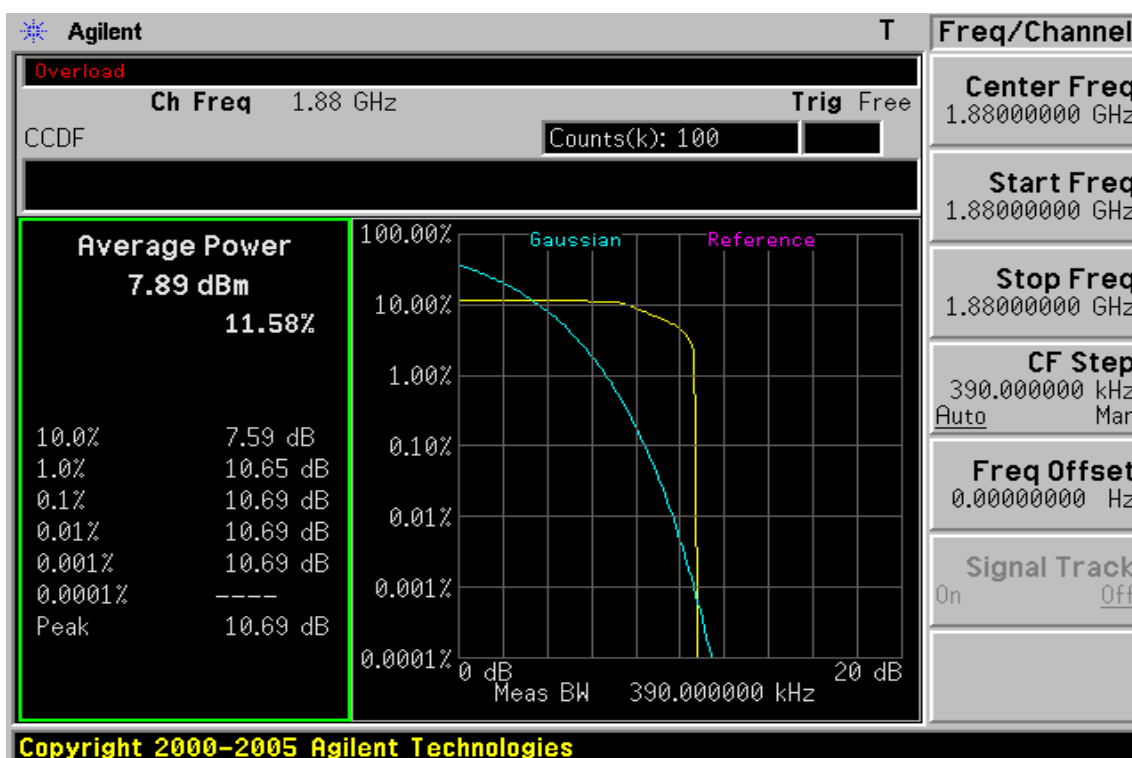 Agilent T
Overload
Ch Freq 1.88 GHz Trig Free
CCDF Counts(k): 100
Average Power
7.89 dBm
11.58%
10.0% 7.59 dB
1.0% 10.65 dB
0.1% 10.69 dB
0.01% 10.69 dB
0.001% 10.69 dB
0.0001% ----
Peak 10.69 dB
Gaussian Reference
100.00%
10.00%
1.00%
0.10%
0.01%
0.001%
0.0001%
0 dB 20 dB
Meas BW 390.000000 kHz
Freq/Channel
Center Freq
1.88000000 GHz
Start Freq
1.88000000 GHz
Stop Freq
1.88000000 GHz
CF Step
390.000000 kHz
Auto Man
Freq Offset
0.00000000 Hz
Signal Track
On Off
Copyright 2000-2005 Agilent Technologies